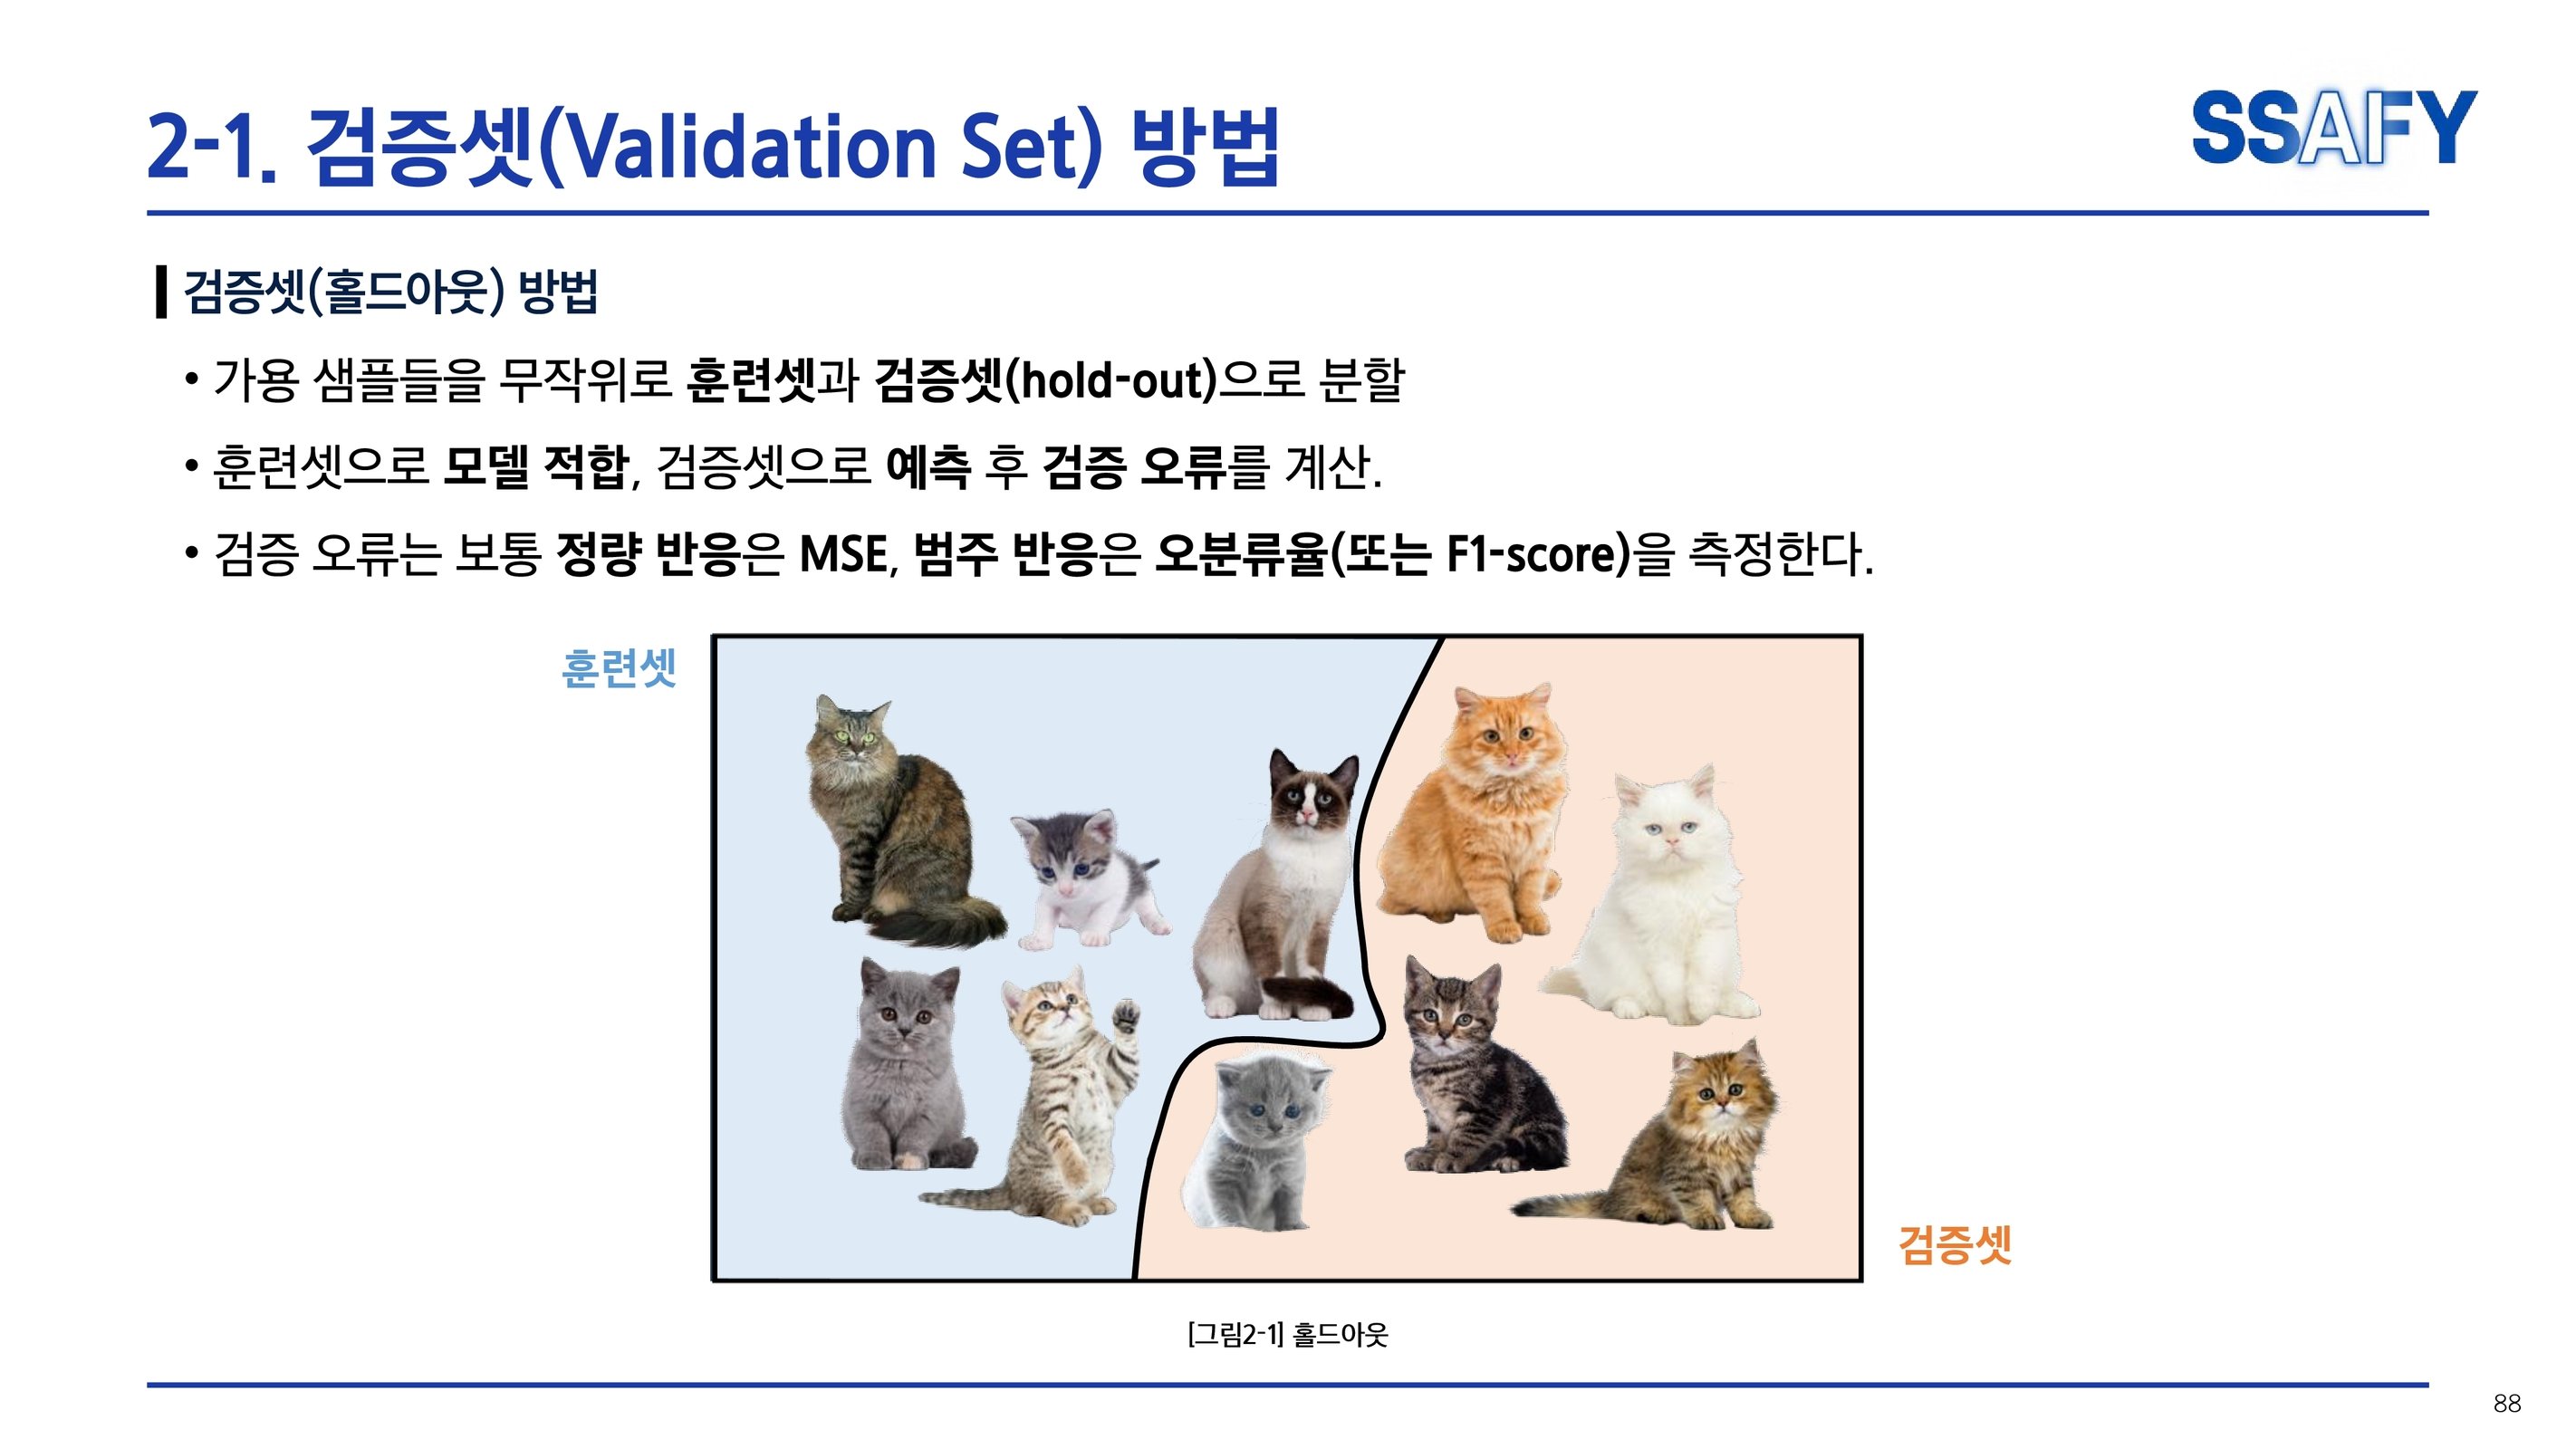 2-1. 검증셋(Validation Set) 방법
SSAFY
검증셋(홀드아웃) 방법
• 가용 샘플들을 무작위로 훈련셋과 검증셋(hold-out)으로 분할
• 훈련셋으로 모델 적합, 검증셋으로 예측 후 검증 오류를 계산.
• 검증 오류는 보통 정량 반응은 MSE, 범주 반응은 오분류율(또는 F1-score)을 측정한다.
훈련셋
검증셋
[그림2-1] 홀드아웃
88